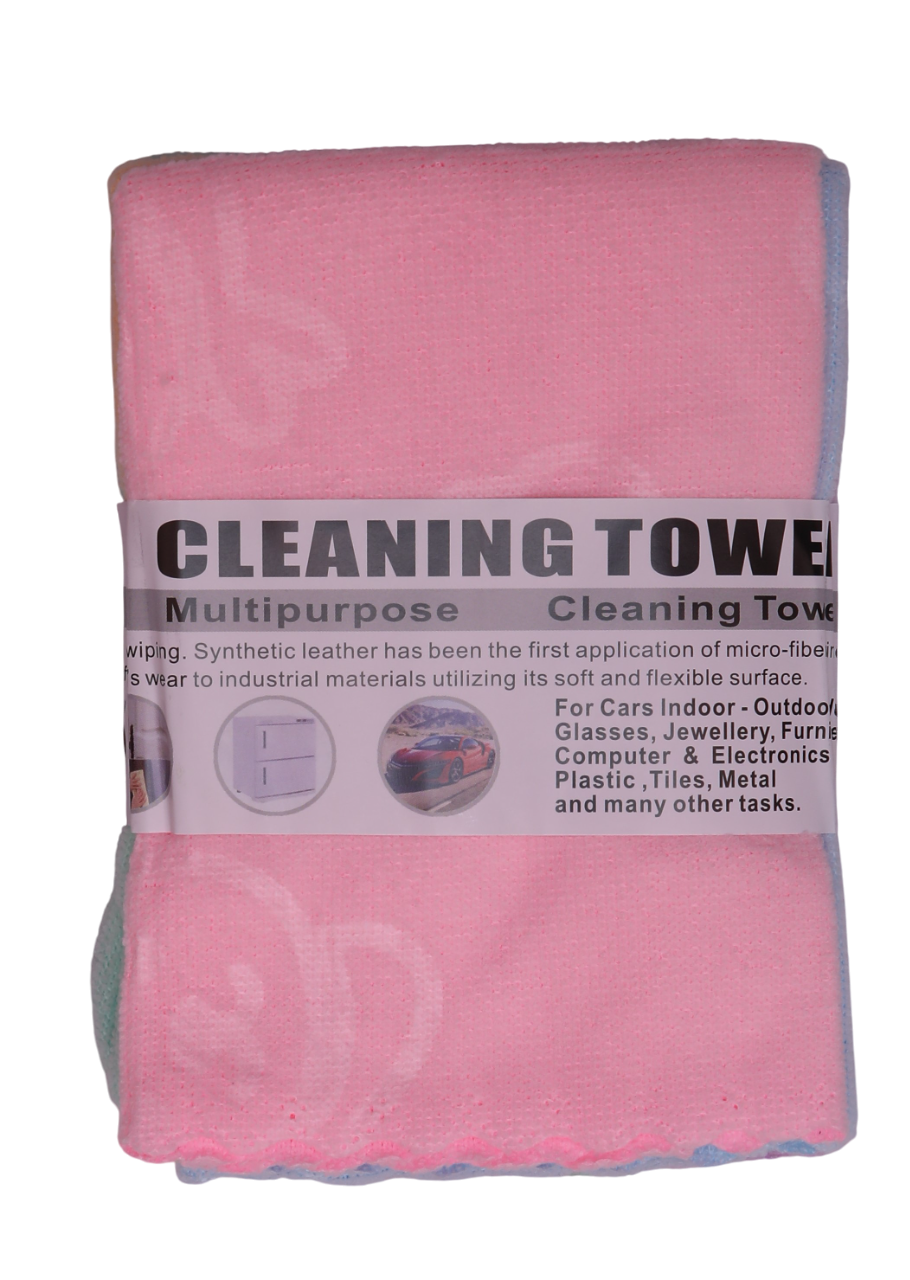 CLEANING TOWE
Multipurpose Cleaning Towe
wiping. Synthetic leather has been the first application of micro-fibe
's wear to industrial materials utilizing its soft and flexible surface.
For Cars Indoor - Outdoo
Glasses, Jewellery, Furni
Computer & Electronics
Plastic ,Tiles, Metal
and many other tasks.